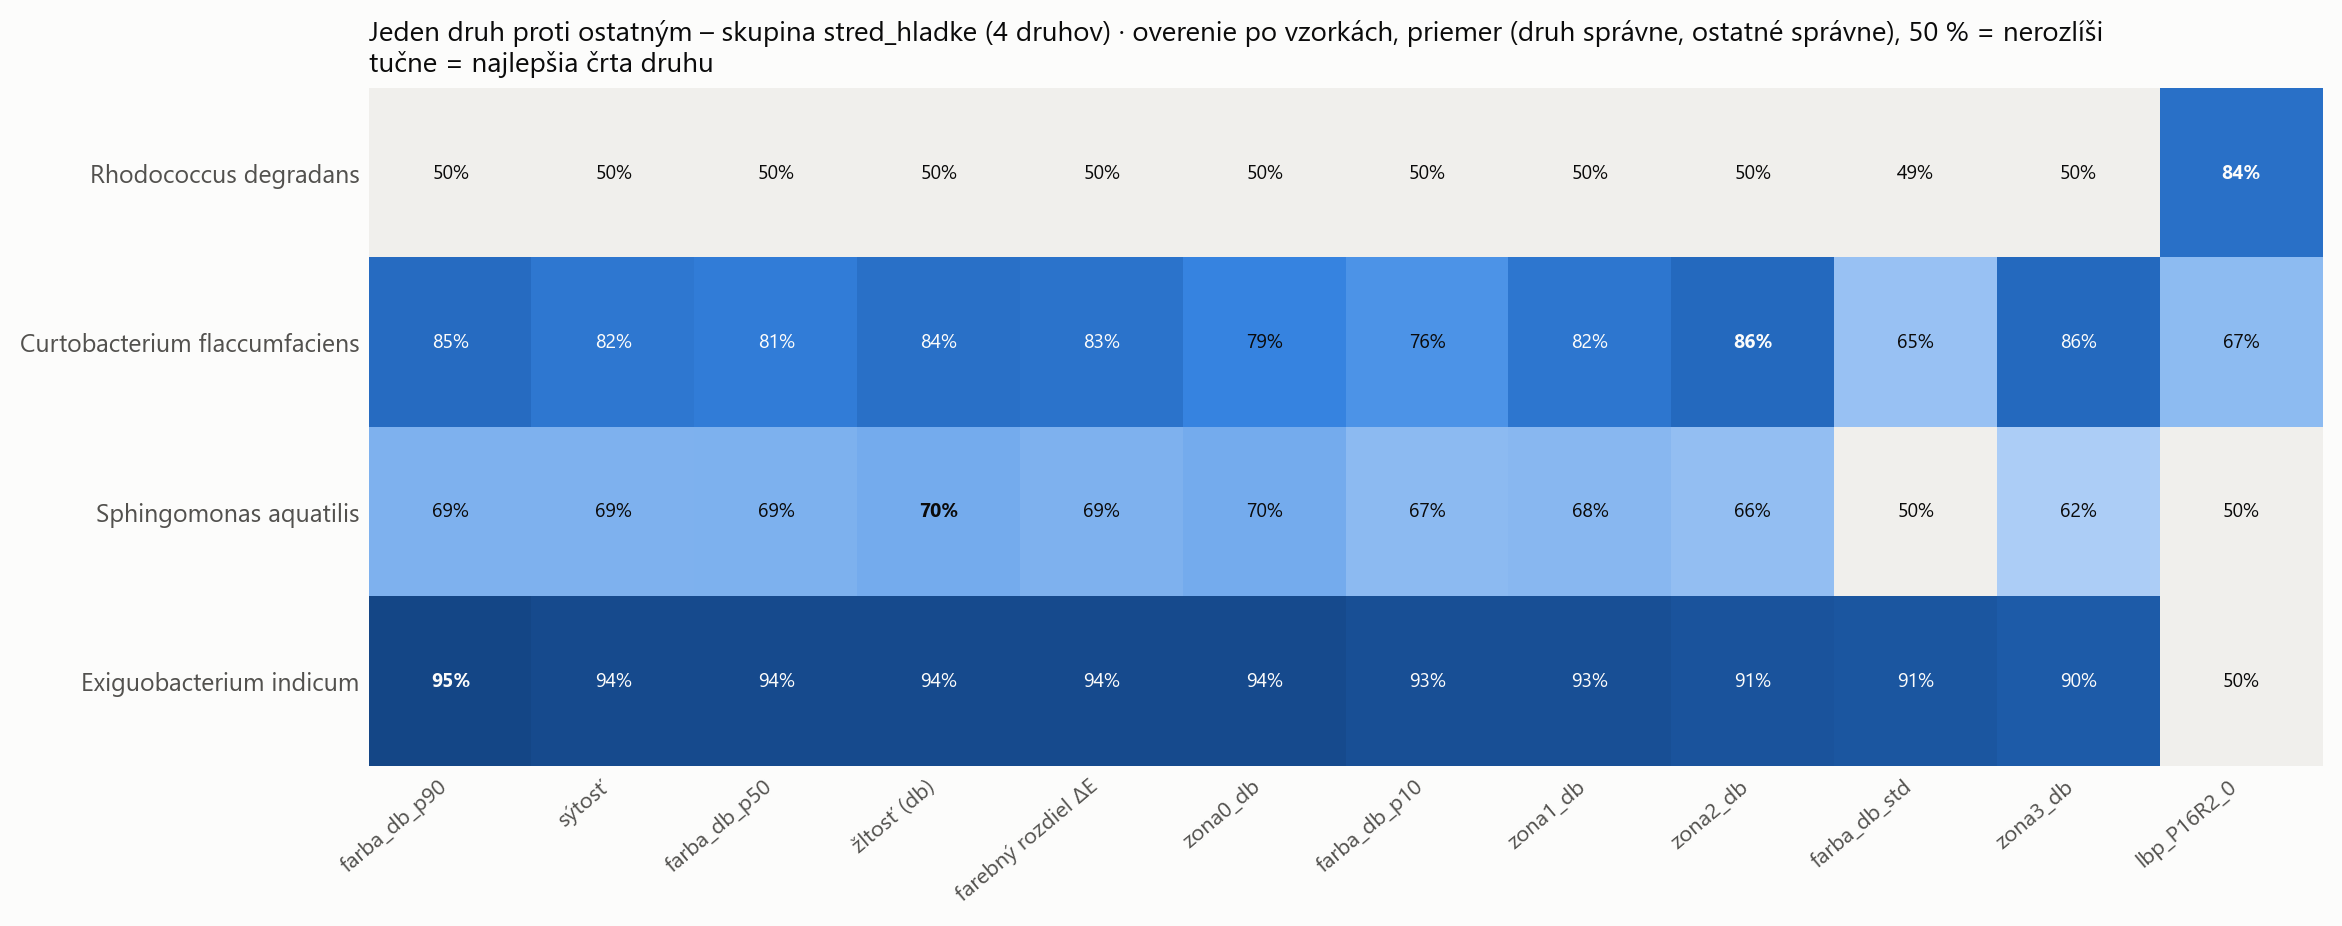 Jeden druh proti ostatným – skupina stred_hladke (4 druhov) · overenie po vzorkách, priemer (druh správne, ostatné správne), 50 % = nerozlíši
tučne = najlepšia črta druhu
Rhodococcus degradans 50% 50% 50% 50% 50% 50% 50% 50% 50% 49% 50% 84%
Curtobacterium flaccumfaciens 85% 82% 81% 84% 83% 79% 76% 82% 86% 65% 86% 67%
Sphingomonas aquatilis 69% 69% 69% 70% 69% 70% 67% 68% 66% 50% 62% 50%
Exiguobacterium indicum 95% 94% 94% 94% 94% 94% 93% 93% 91% 91% 90% 50%
farba_db_p90 sýtosť farba_db_p50 žltosť (db) farebný rozdiel ΔE zona0_db farba_db_p10 zona1_db zona2_db farba_db_std zona3_db lbp_P16R2_0